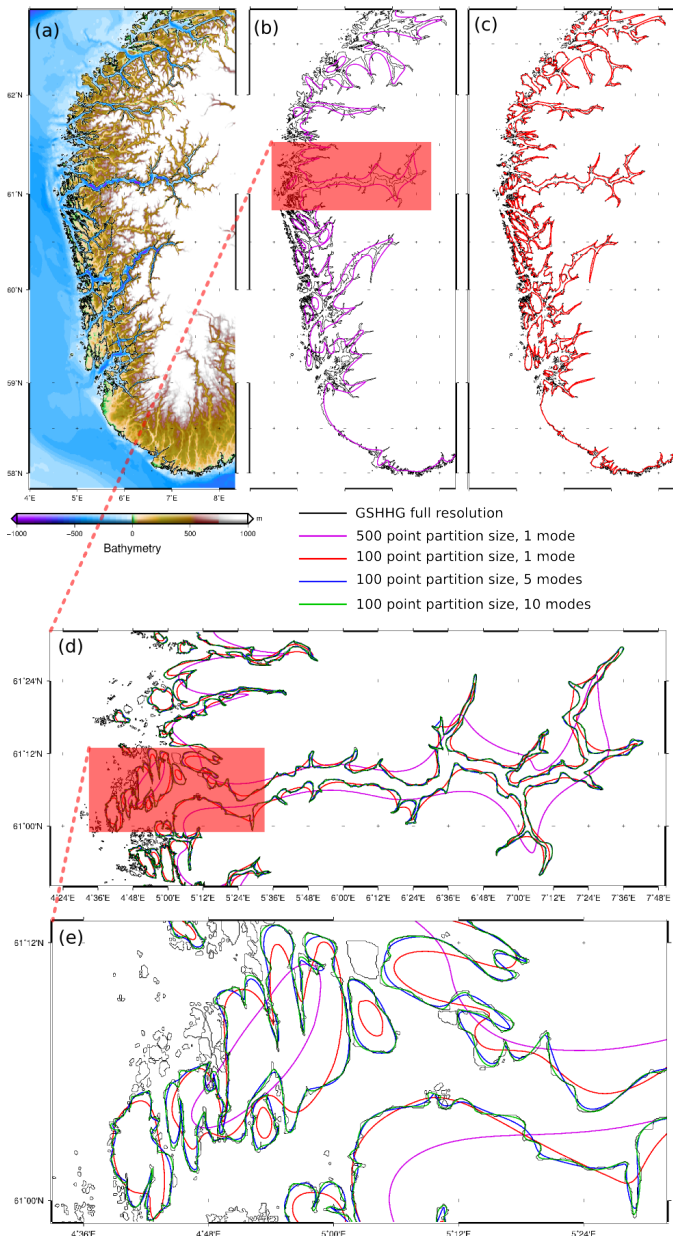 (a)
(b)
(c)
62˚N
61˚N
60˚N
59˚N
58˚N
4˚E 5˚E 6˚E 7˚E 8˚E
m
−1000 −500 0 500 1000
Bathymetry
GSHHG full resolution
500 point partition size, 1 mode
100 point partition size, 1 mode
100 point partition size, 5 modes
100 point partition size, 10 modes
(d)
61˚24'N
61˚12'N
61˚00'N
4˚24'E 4˚36'E 4˚48'E 5˚00'E 5˚12'E 5˚24'E 5˚36'E 5˚48'E 6˚00'E 6˚12'E 6˚24'E 6˚36'E 6˚48'E 7˚00'E 7˚12'E 7˚24'E 7˚36'E 7˚48'E
(e)
61˚12'N
61˚00'N
4˚36'E 4˚48'E 5˚00'E 5˚12'E 5˚24'E